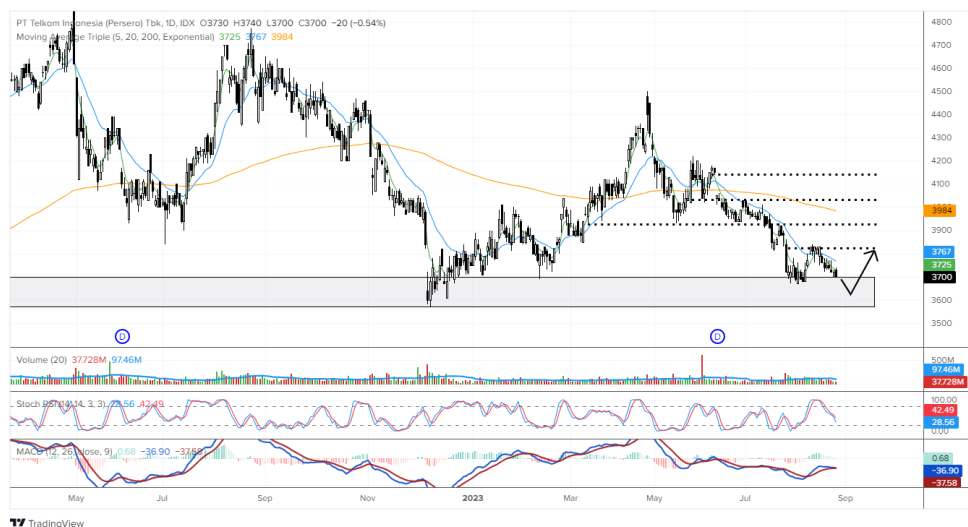 PT Telkom Indonesia (Persero) Tbk, 1D, IDX O3730 H3740 L3700 C3700 −20 (−0.54%)
Moving Average Triple (5, 20, 200, Exponential) 3725 3767 3984
4800
4700
4600
4500
4400
4300
4200
4100
4000
3984
3900
3767
3725
3700
3600
3500
D D
Volume (20) 37.728M 97.46M
500M
97.46M
37.728M
Stoch RSI (14, 14, 3, 3) 28.56 42.49
100.00
42.49
28.56
0.00
MACD (12, 26, close, 9) 0.68 −36.90 −37.58
0.68
−36.90
−37.58
May Jul Sep Nov 2023 Mar May Jul Sep
TradingView